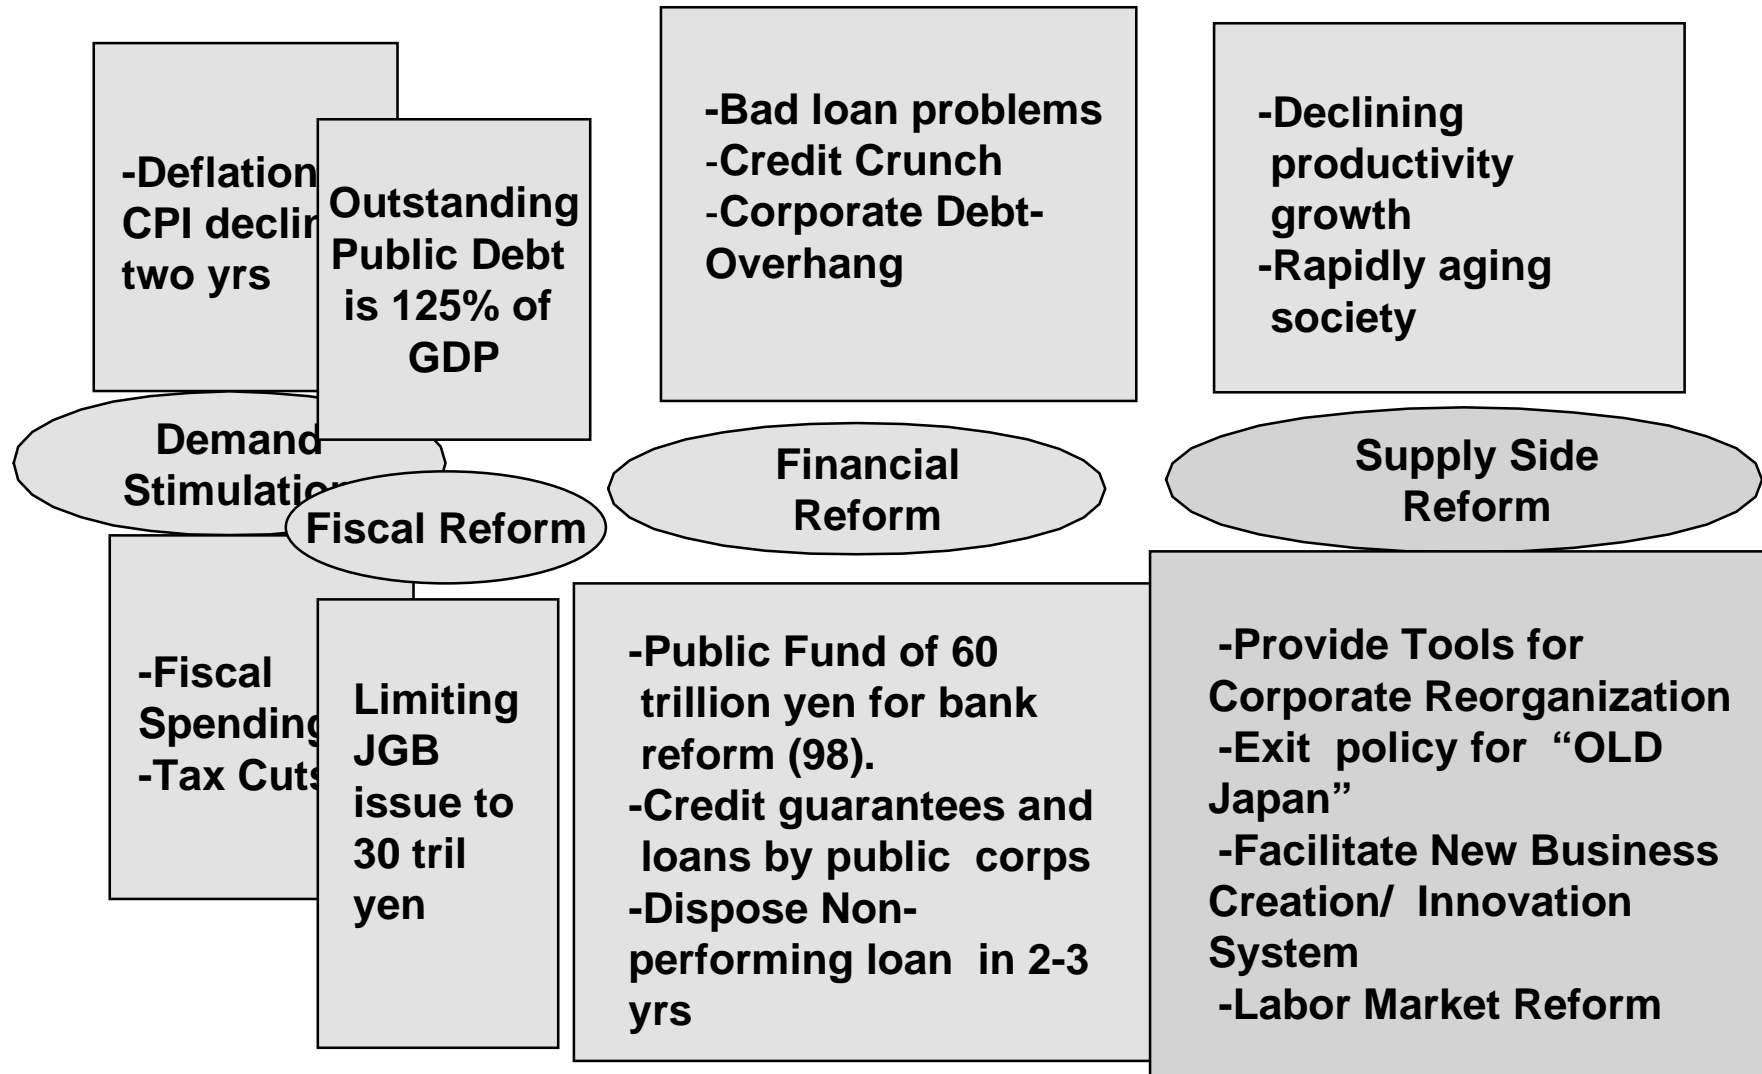 -Deflation
CPI declin
two yrs
Outstanding
Public Debt
is 125% of
GDP
Demand
Stimulation
Fiscal Reform
-Fiscal
Spending
-Tax Cuts
Limiting
JGB
issue to
30 tril
yen
-Bad loan problems
-Credit Crunch
-Corporate Debt-
Overhang
Financial
Reform
-Public Fund of 60
trillion yen for bank
reform (98).
-Credit guarantees and
loans by public corps
-Dispose Non-
performing loan in 2-3
yrs
-Declining
productivity
growth
-Rapidly aging
society
Supply Side
Reform
-Provide Tools for
Corporate Reorganization
-Exit policy for “OLD
Japan”
-Facilitate New Business
Creation/ Innovation
System
-Labor Market Reform